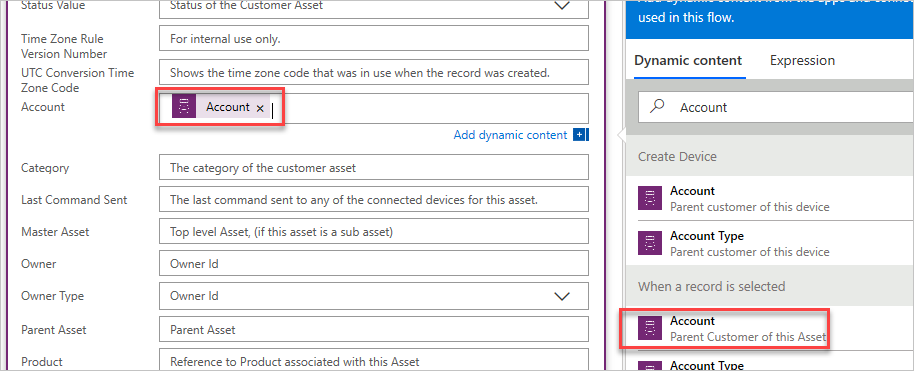 Status Value
Status of the Customer Asset
Time Zone Rule
Version Number
For internal use only.
UTC Conversion Time
Zone Code
Shows the time zone code that was in use when the record was created.
Account
Account ×
Add dynamic content
Category
The category of the customer asset
Last Command Sent
The last command sent to any of the connected devices for this asset.
Master Asset
Top level Asset, (if this asset is a sub asset)
Owner
Owner Id
Owner Type
Owner Id
Parent Asset
Parent Asset
Product
Reference to Product associated with this Asset
used in this flow.
Dynamic content
Expression
Account
Create Device
Account
Parent customer of this device
Account Type
Parent customer of this device
When a record is selected
Account
Parent Customer of this Asset
Account Type